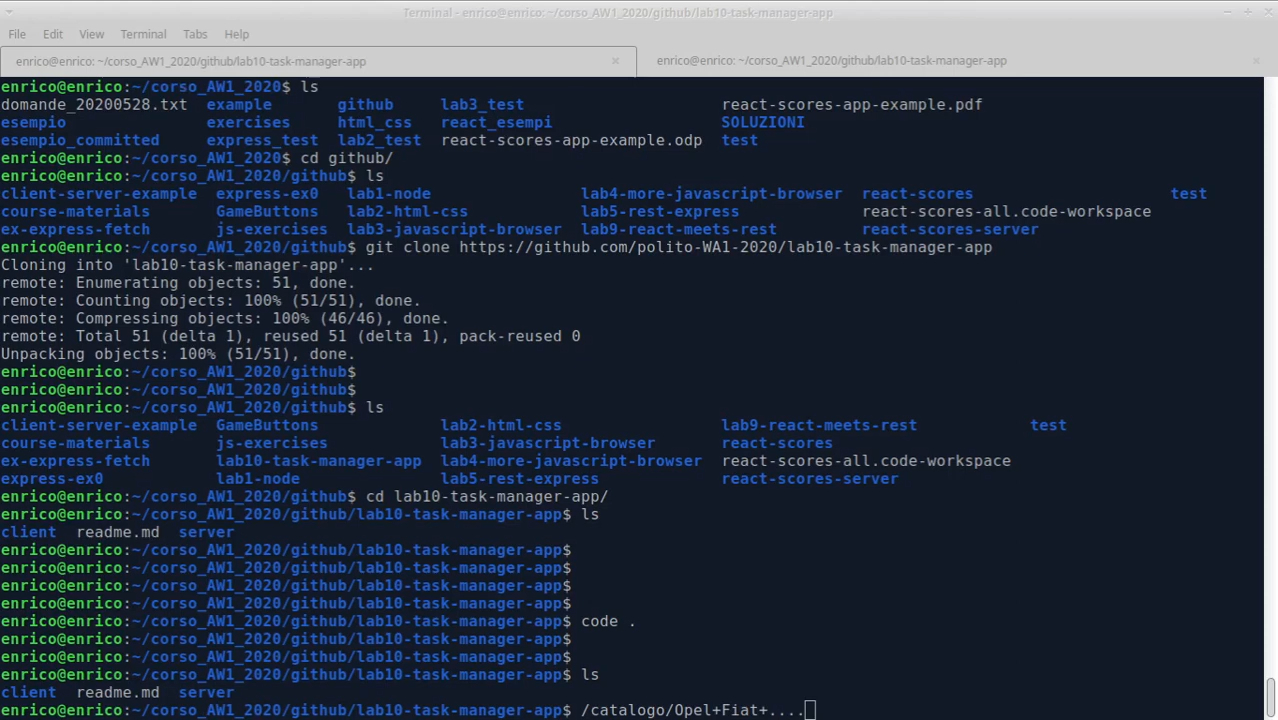 Terminal - enrico@enrico: ~/corso_AW1_2020/github/lab10-task-manager-app
File Edit View Terminal Tabs Help
enrico@enrico: ~/corso_AW1_2020/github/lab10-task-manager-app × enrico@enrico: ~/corso_AW1_2020/github/lab10-task-manager-app ×
enrico@enrico:~/corso_AW1_2020$ ls
domande_20200528.txt example github lab3_test react-scores-app-example.pdf
esempio exercises html_css react_esempi SOLUZIONI
esempio_committed express_test lab2_test react-scores-app-example.odp test
enrico@enrico:~/corso_AW1_2020$ cd github/
enrico@enrico:~/corso_AW1_2020/github$ ls
client-server-example express-ex0 lab1-node lab4-more-javascript-browser react-scores test
course-materials GameButtons lab2-html-css lab5-rest-express react-scores-all.code-workspace
ex-express-fetch js-exercises lab3-javascript-browser lab9-react-meets-rest react-scores-server
enrico@enrico:~/corso_AW1_2020/github$ git clone https://github.com/polito-WA1-2020/lab10-task-manager-app
Cloning into 'lab10-task-manager-app'...
remote: Enumerating objects: 51, done.
remote: Counting objects: 100% (51/51), done.
remote: Compressing objects: 100% (46/46), done.
remote: Total 51 (delta 1), reused 51 (delta 1), pack-reused 0
Unpacking objects: 100% (51/51), done.
enrico@enrico:~/corso_AW1_2020/github$
enrico@enrico:~/corso_AW1_2020/github$
enrico@enrico:~/corso_AW1_2020/github$ ls
client-server-example GameButtons lab2-html-css lab9-react-meets-rest test
course-materials js-exercises lab3-javascript-browser react-scores
ex-express-fetch lab10-task-manager-app lab4-more-javascript-browser react-scores-all.code-workspace
express-ex0 lab1-node lab5-rest-express react-scores-server
enrico@enrico:~/corso_AW1_2020/github$ cd lab10-task-manager-app/
enrico@enrico:~/corso_AW1_2020/github/lab10-task-manager-app$ ls
client readme.md server
enrico@enrico:~/corso_AW1_2020/github/lab10-task-manager-app$
enrico@enrico:~/corso_AW1_2020/github/lab10-task-manager-app$
enrico@enrico:~/corso_AW1_2020/github/lab10-task-manager-app$
enrico@enrico:~/corso_AW1_2020/github/lab10-task-manager-app$
enrico@enrico:~/corso_AW1_2020/github/lab10-task-manager-app$ code .
enrico@enrico:~/corso_AW1_2020/github/lab10-task-manager-app$
enrico@enrico:~/corso_AW1_2020/github/lab10-task-manager-app$
enrico@enrico:~/corso_AW1_2020/github/lab10-task-manager-app$ ls
client readme.md server
enrico@enrico:~/corso_AW1_2020/github/lab10-task-manager-app$ /catalogo/Opel+Fiat+....